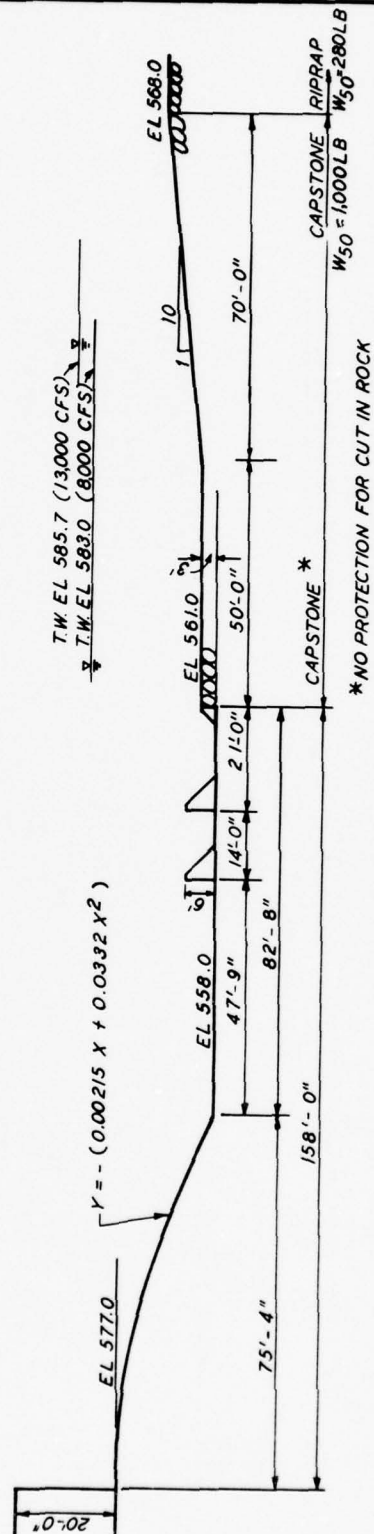 20'-0"
EL 577.0
Y = - (0.00215 X + 0.0332 X²)
T.W. EL 585.7 (13,000 CFS)
T.W. EL 583.0 (8,000 CFS)
EL 558.0
6'
EL 561.0
3'
1
10
EL 568.0
75'-4"
47'-9"
14'-0"
21'-0"
50'-0"
70'-0"
82'-8"
158'-0"
CAPSTONE *
CAPSTONE RIPRAP
W50 = 1,000 LB W50 = 280 LB
*NO PROTECTION FOR CUT IN ROCK